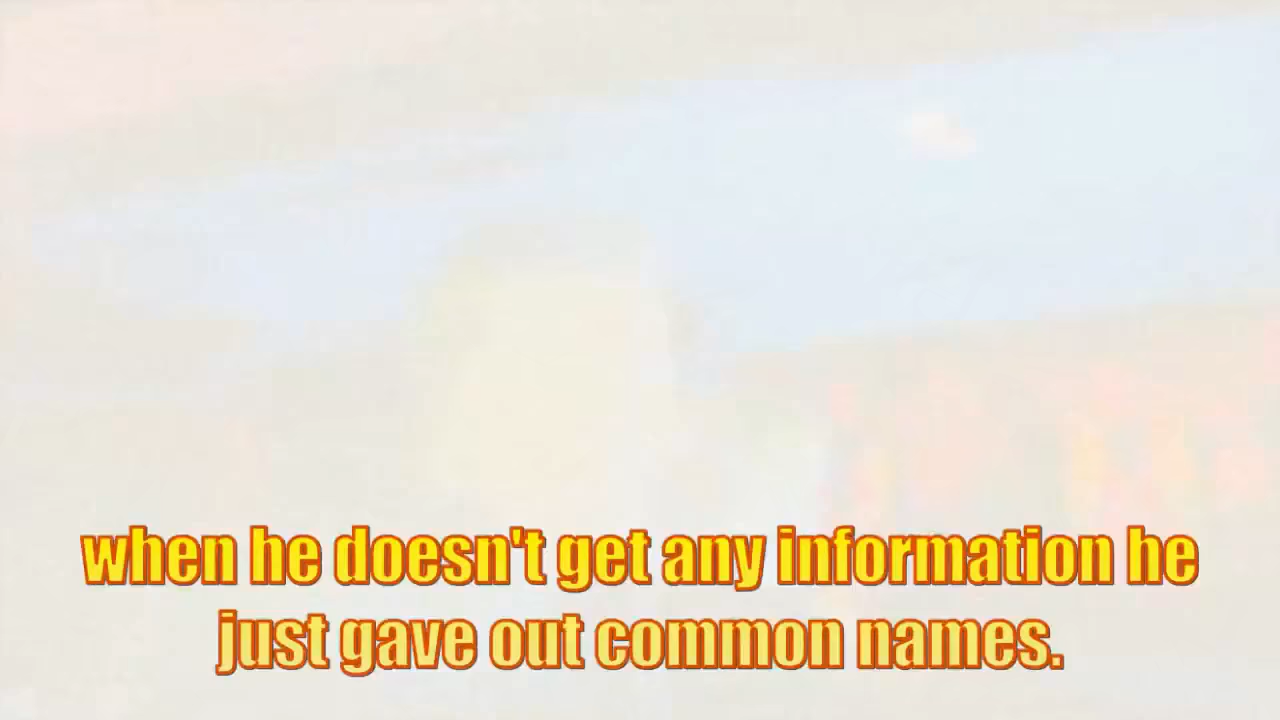 when he doesn't get any information he
just gave out common names.